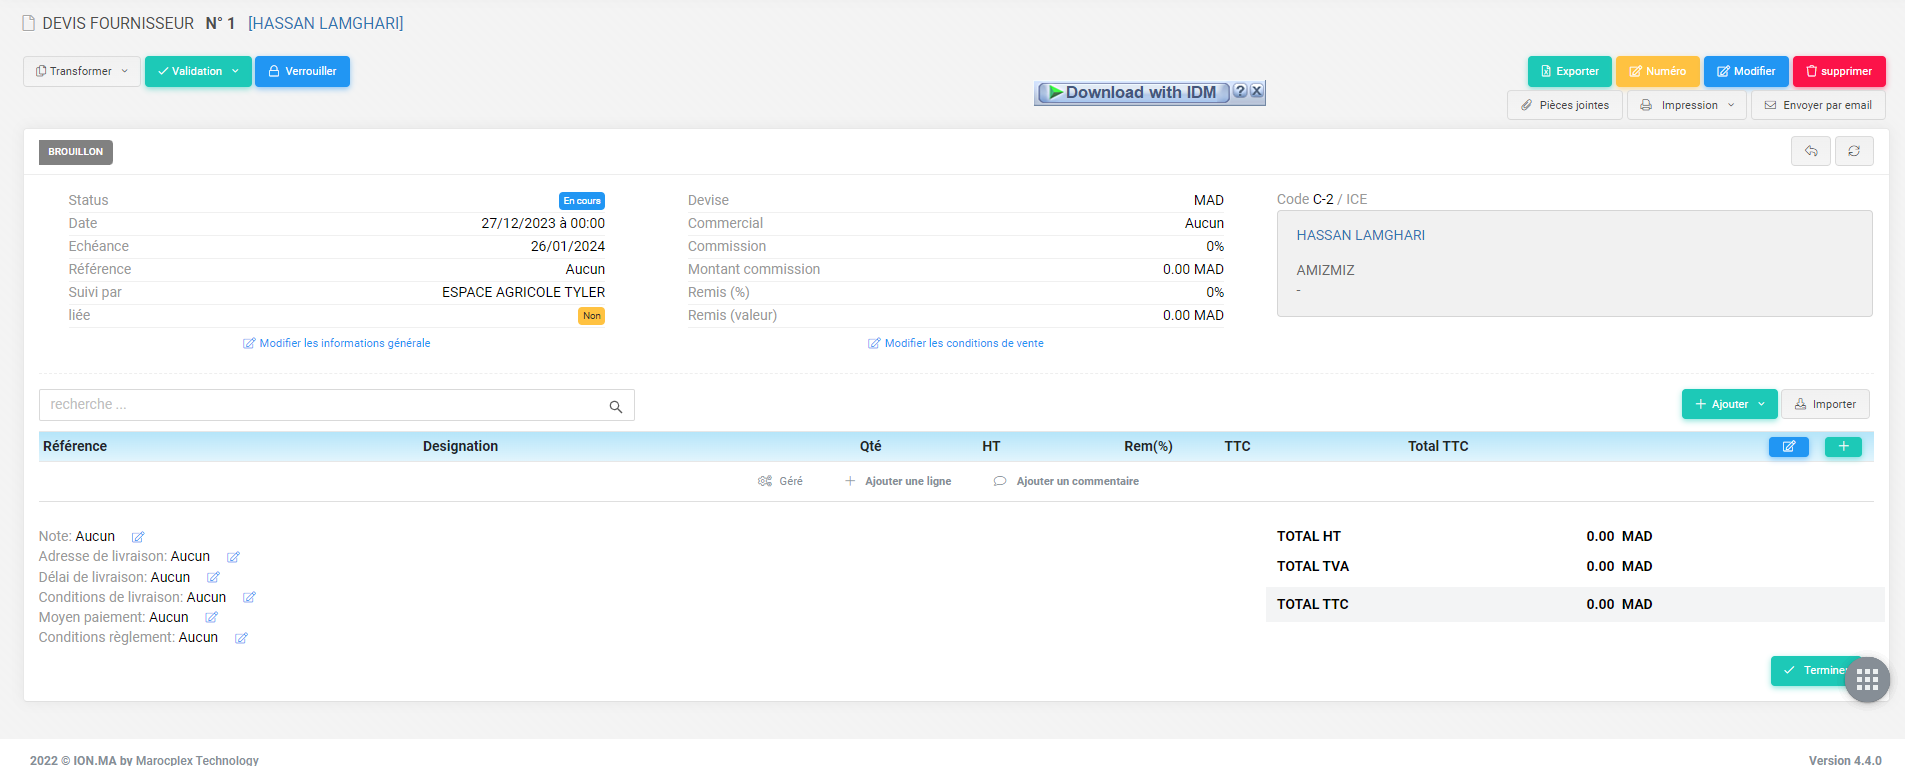 DEVIS FOURNISSEUR N° 1 [HASSAN LAMGHARI]
Transformer Validation Verrouiller
Exporter Numéro Modifier supprimer
Download with IDM ? X
Pièces jointes Impression Envoyer par email
BROUILLON
Status En cours
Date 27/12/2023 à 00:00
Echéance 26/01/2024
Référence Aucun
Suivi par ESPACE AGRICOLE TYLER
liée Non
Modifier les informations générale
Devise MAD
Commercial Aucun
Commission 0%
Montant commission 0.00 MAD
Remis (%) 0%
Remis (valeur) 0.00 MAD
Modifier les conditions de vente
Code C-2 / ICE
HASSAN LAMGHARI
AMIZMIZ
-
recherche ...
Ajouter Importer
Référence Designation Qté HT Rem(%) TTC Total TTC
Géré Ajouter une ligne Ajouter un commentaire
Note: Aucun
Adresse de livraison: Aucun
Délai de livraison: Aucun
Conditions de livraison: Aucun
Moyen paiement: Aucun
Conditions règlement: Aucun
TOTAL HT 0.00 MAD
TOTAL TVA 0.00 MAD
TOTAL TTC 0.00 MAD
Termine
2022 © ION.MA by Marocplex Technology
Version 4.4.0